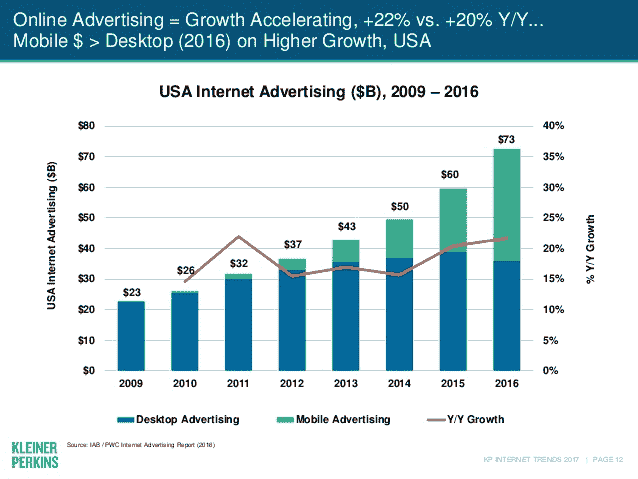 Online Advertising = Growth Accelerating, +22% vs. +20% Y/Y...
Mobile $ > Desktop (2016) on Higher Growth, USA
USA Internet Advertising ($B), 2009 – 2016
USA Internet Advertising ($B)
$80
$70
$60
$50
$40
$30
$20
$10
$0
$23
$26
$32
$37
$43
$50
$60
$73
40%
35%
30%
25%
20%
15%
10%
5%
0%
% Y/Y Growth
2009 2010 2011 2012 2013 2014 2015 2016
Desktop Advertising Mobile Advertising Y/Y Growth
KLEINER
PERKINS
Source: IAB / PWC Internet Advertising Report (2016)
KP INTERNET TRENDS 2017 | PAGE 12